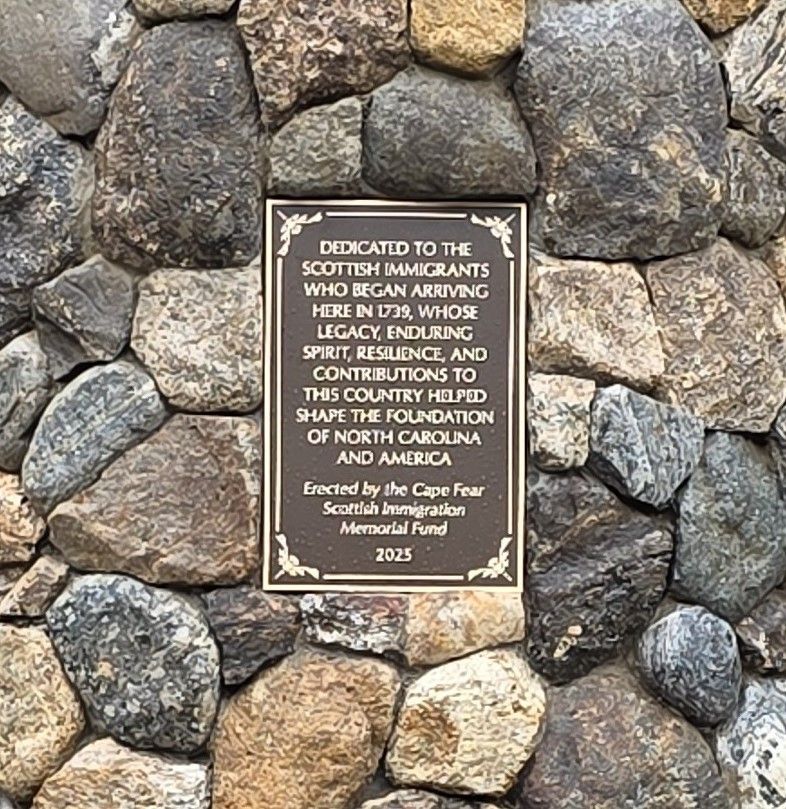 DEDICATED TO THE
SCOTTISH IMMIGRANTS
WHO BEGAN ARRIVING
HERE IN 1739, WHOSE
LEGACY, ENDURING
SPIRIT, RESILIENCE, AND
CONTRIBUTIONS TO
THIS COUNTRY HELPED
SHAPE THE FOUNDATION
OF NORTH CAROLINA
AND AMERICA
Erected by the Cape Fear
Scottish Immigration
Memorial Fund
2025